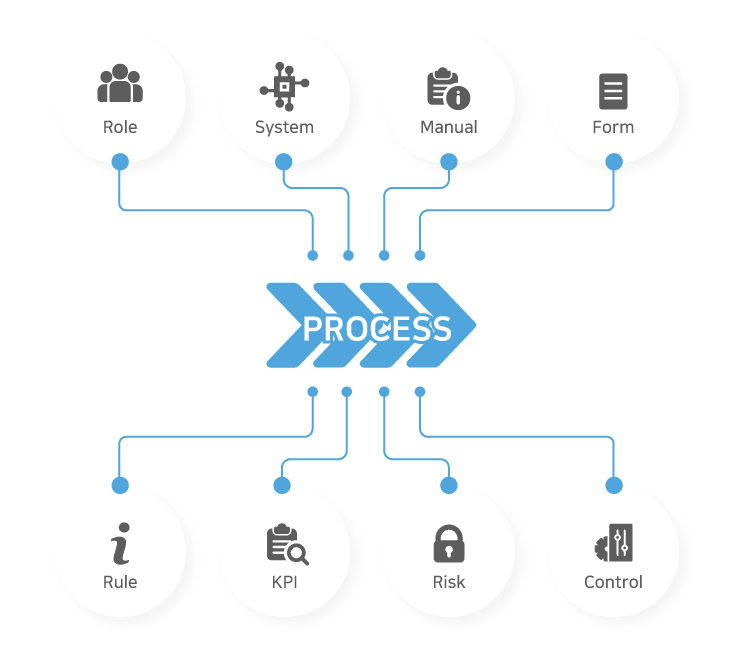 Role
System
Manual
Form
PROCESS
Rule
KPI
Risk
Control